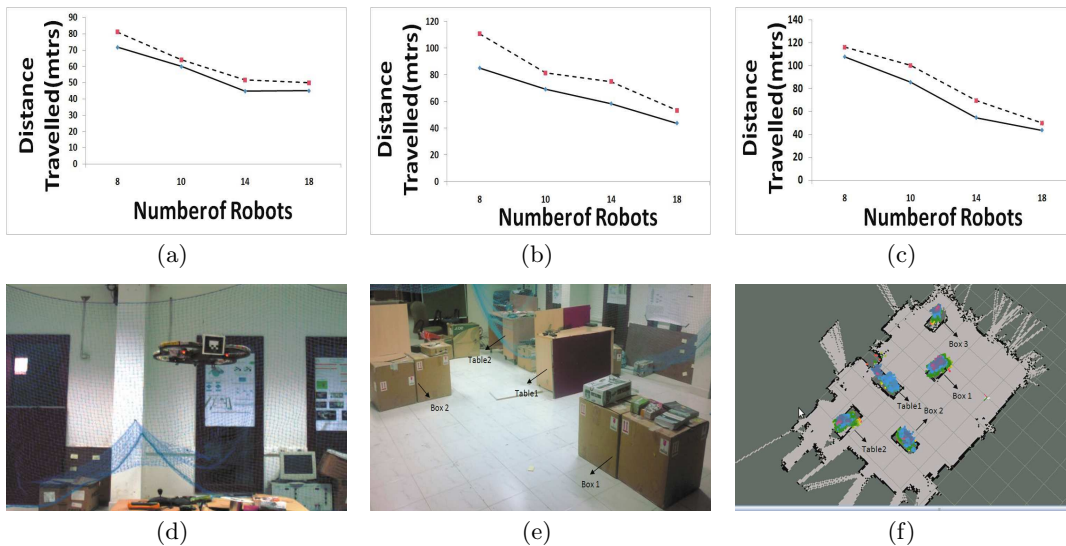 90
80
70
60
50
40
30
20
10
0
Distance
Travelled(mtrs)
8 10 14 18
Numberof Robots
(a)
120
100
80
60
40
20
0
Distance
Travelled(mtrs)
8 10 14 18
Numberof Robots
(b)
140
120
100
80
60
40
20
0
Distance
Travelled(mtrs)
8 10 14 18
Numberof Robots
(c)
(d)
Table2
Table1
Box 2
Box 1
(e)
Box 3
Box 1
Table1
Box 2
Table2
(f)